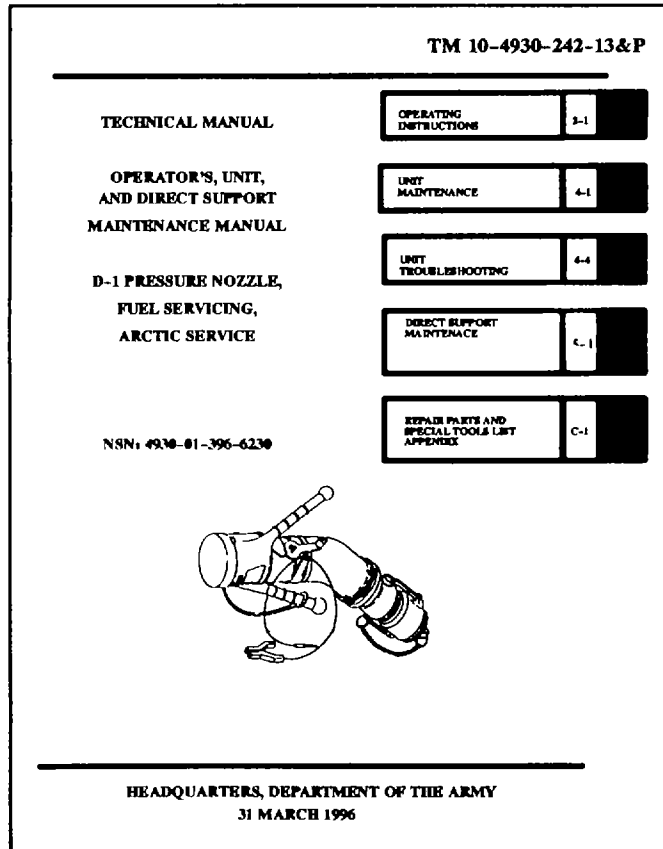 TM 10-4930-242-13&P
TECHNICAL MANUAL
OPERATOR'S, UNIT,
AND DIRECT SUPPORT
MAINTENANCE MANUAL
D-1 PRESSURE NOZZLE,
FUEL SERVICING,
ARCTIC SERVICE
NSN: 4930-01-396-6230
OPERATING
INSTRUCTIONS
UNIT
MAINTENANCE
4-1
UNIT
TROUBLESHOOTING
4-4
DIRECT SUPPORT
MAINTENACE
5-1
REPAIR PARTS AND
SPECIAL TOOLS LIST
APPENDIX
C-1
HEADQUARTERS, DEPARTMENT OF THE ARMY
31 MARCH 1996